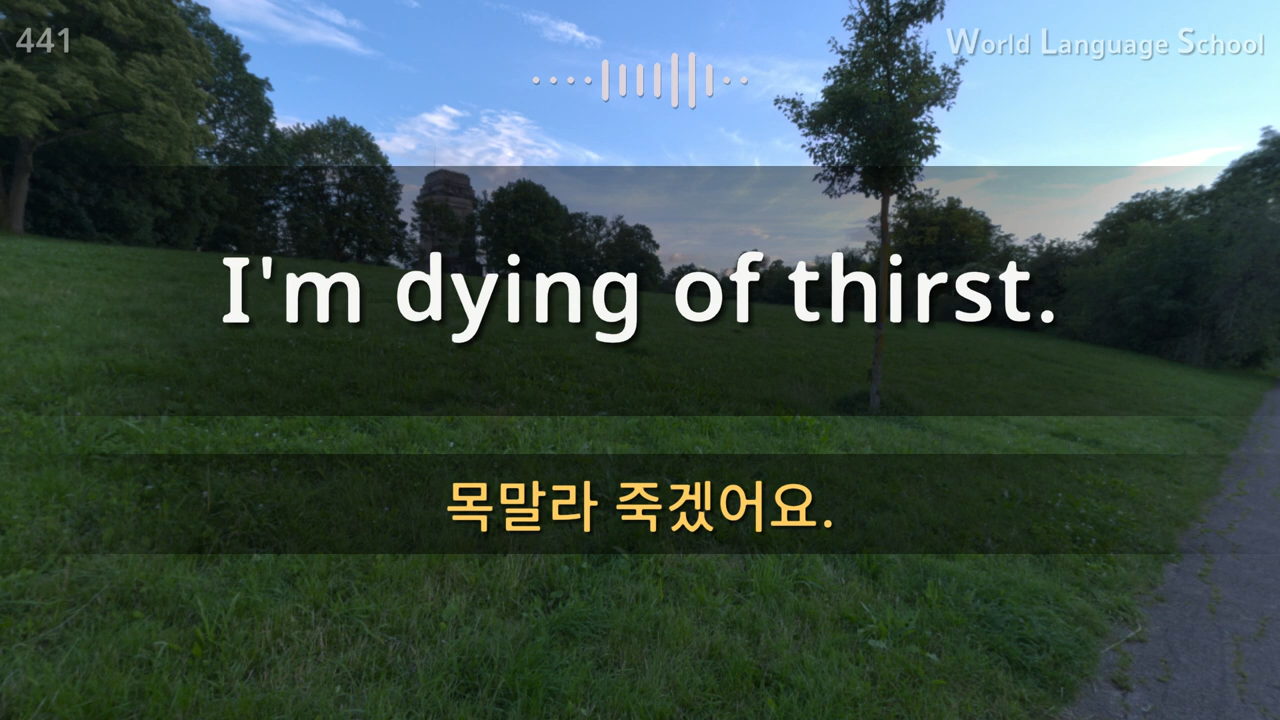 441
World Language School
I'm dying of thirst.
목말라 죽겠어요.